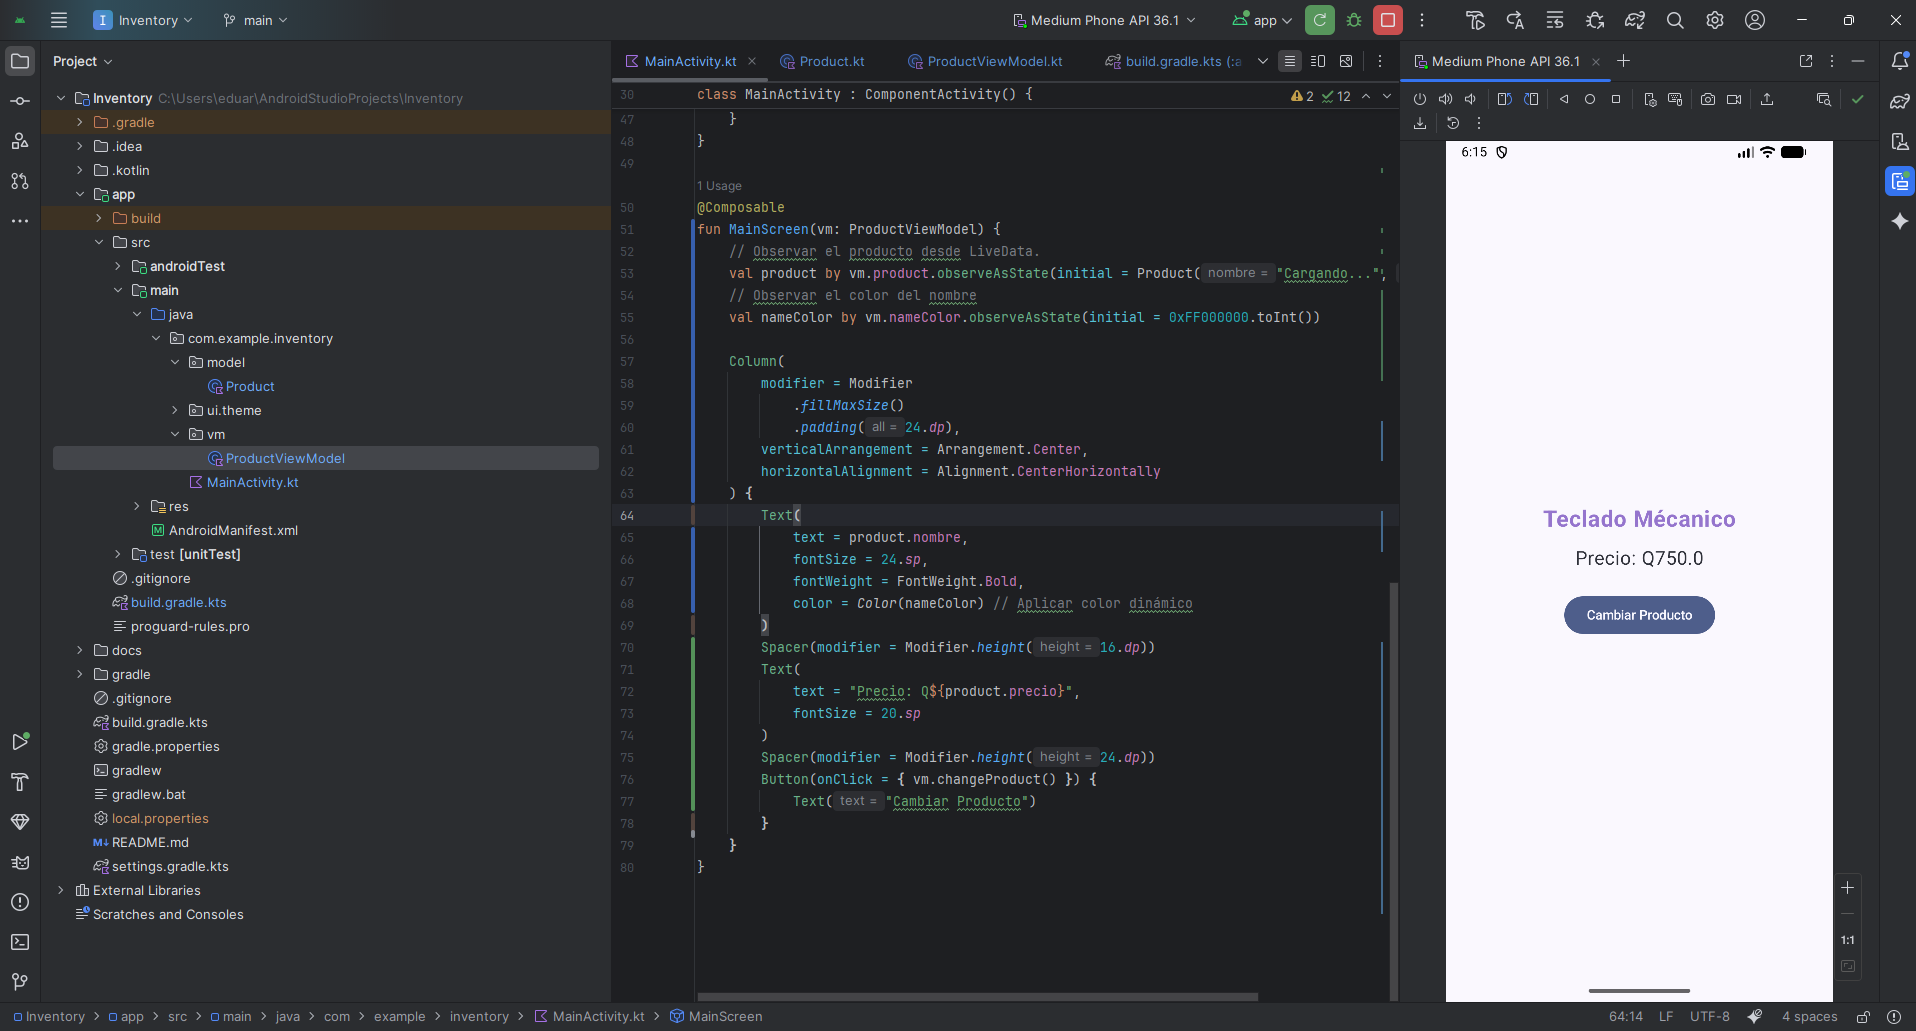 I Inventory main Medium Phone API 36.1 app
Project
Inventory C:\Users\eduar\AndroidStudioProjects\Inventory
.gradle
.idea
.kotlin
app
build
src
androidTest
main
java
com.example.inventory
model
Product
ui.theme
vm
ProductViewModel
MainActivity.kt
res
AndroidManifest.xml
test [unitTest]
.gitignore
build.gradle.kts
proguard-rules.pro
docs
gradle
.gitignore
build.gradle.kts
gradle.properties
gradlew
gradlew.bat
local.properties
README.md
settings.gradle.kts
External Libraries
Scratches and Consoles
MainActivity.kt Product.kt ProductViewModel.kt build.gradle.kts (:a
30 class MainActivity : ComponentActivity() { 2 12
47 }
48 }
49
1 Usage
50 @Composable
51 fun MainScreen(vm: ProductViewModel) {
52 // Observar el producto desde LiveData.
53 val product by vm.product.observeAsState(initial = Product( nombre = "Cargando...",
54 // Observar el color del nombre
55 val nameColor by vm.nameColor.observeAsState(initial = 0xFF000000.toInt())
56
57 Column(
58 modifier = Modifier
59 .fillMaxSize()
60 .padding( all = 24.dp),
61 verticalArrangement = Arrangement.Center,
62 horizontalAlignment = Alignment.CenterHorizontally
63 ) {
64 Text(
65 text = product.nombre,
66 fontSize = 24.sp,
67 fontWeight = FontWeight.Bold,
68 color = Color(nameColor) // Aplicar color dinámico
69 )
70 Spacer(modifier = Modifier.height( height = 16.dp))
71 Text(
72 text = "Precio: Q${product.precio}",
73 fontSize = 20.sp
74 )
75 Spacer(modifier = Modifier.height( height = 24.dp))
76 Button(onClick = { vm.changeProduct() }) {
77 Text( text = "Cambiar Producto")
78 }
79 }
80 }
Medium Phone API 36.1
6:15
Teclado Mécanico
Precio: Q750.0
Cambiar Producto
1:1
Inventory > app > src > main > java > com > example > inventory > MainActivity.kt > MainScreen
64:14 LF UTF-8 4 spaces